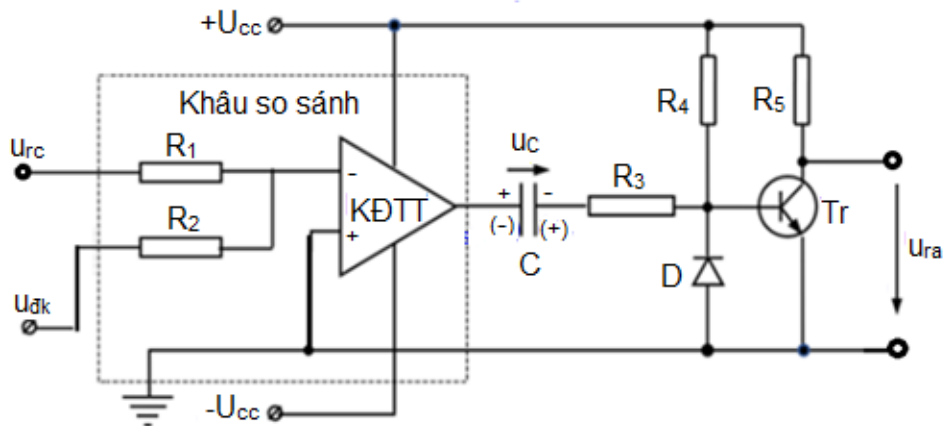 +Ucc
Khâu so sánh
urc
R1
R2
-
KĐTT
+
uđk
-Ucc
uC
+
-
(-)
(+)
C
R3
R4
R5
D
Tr
ura